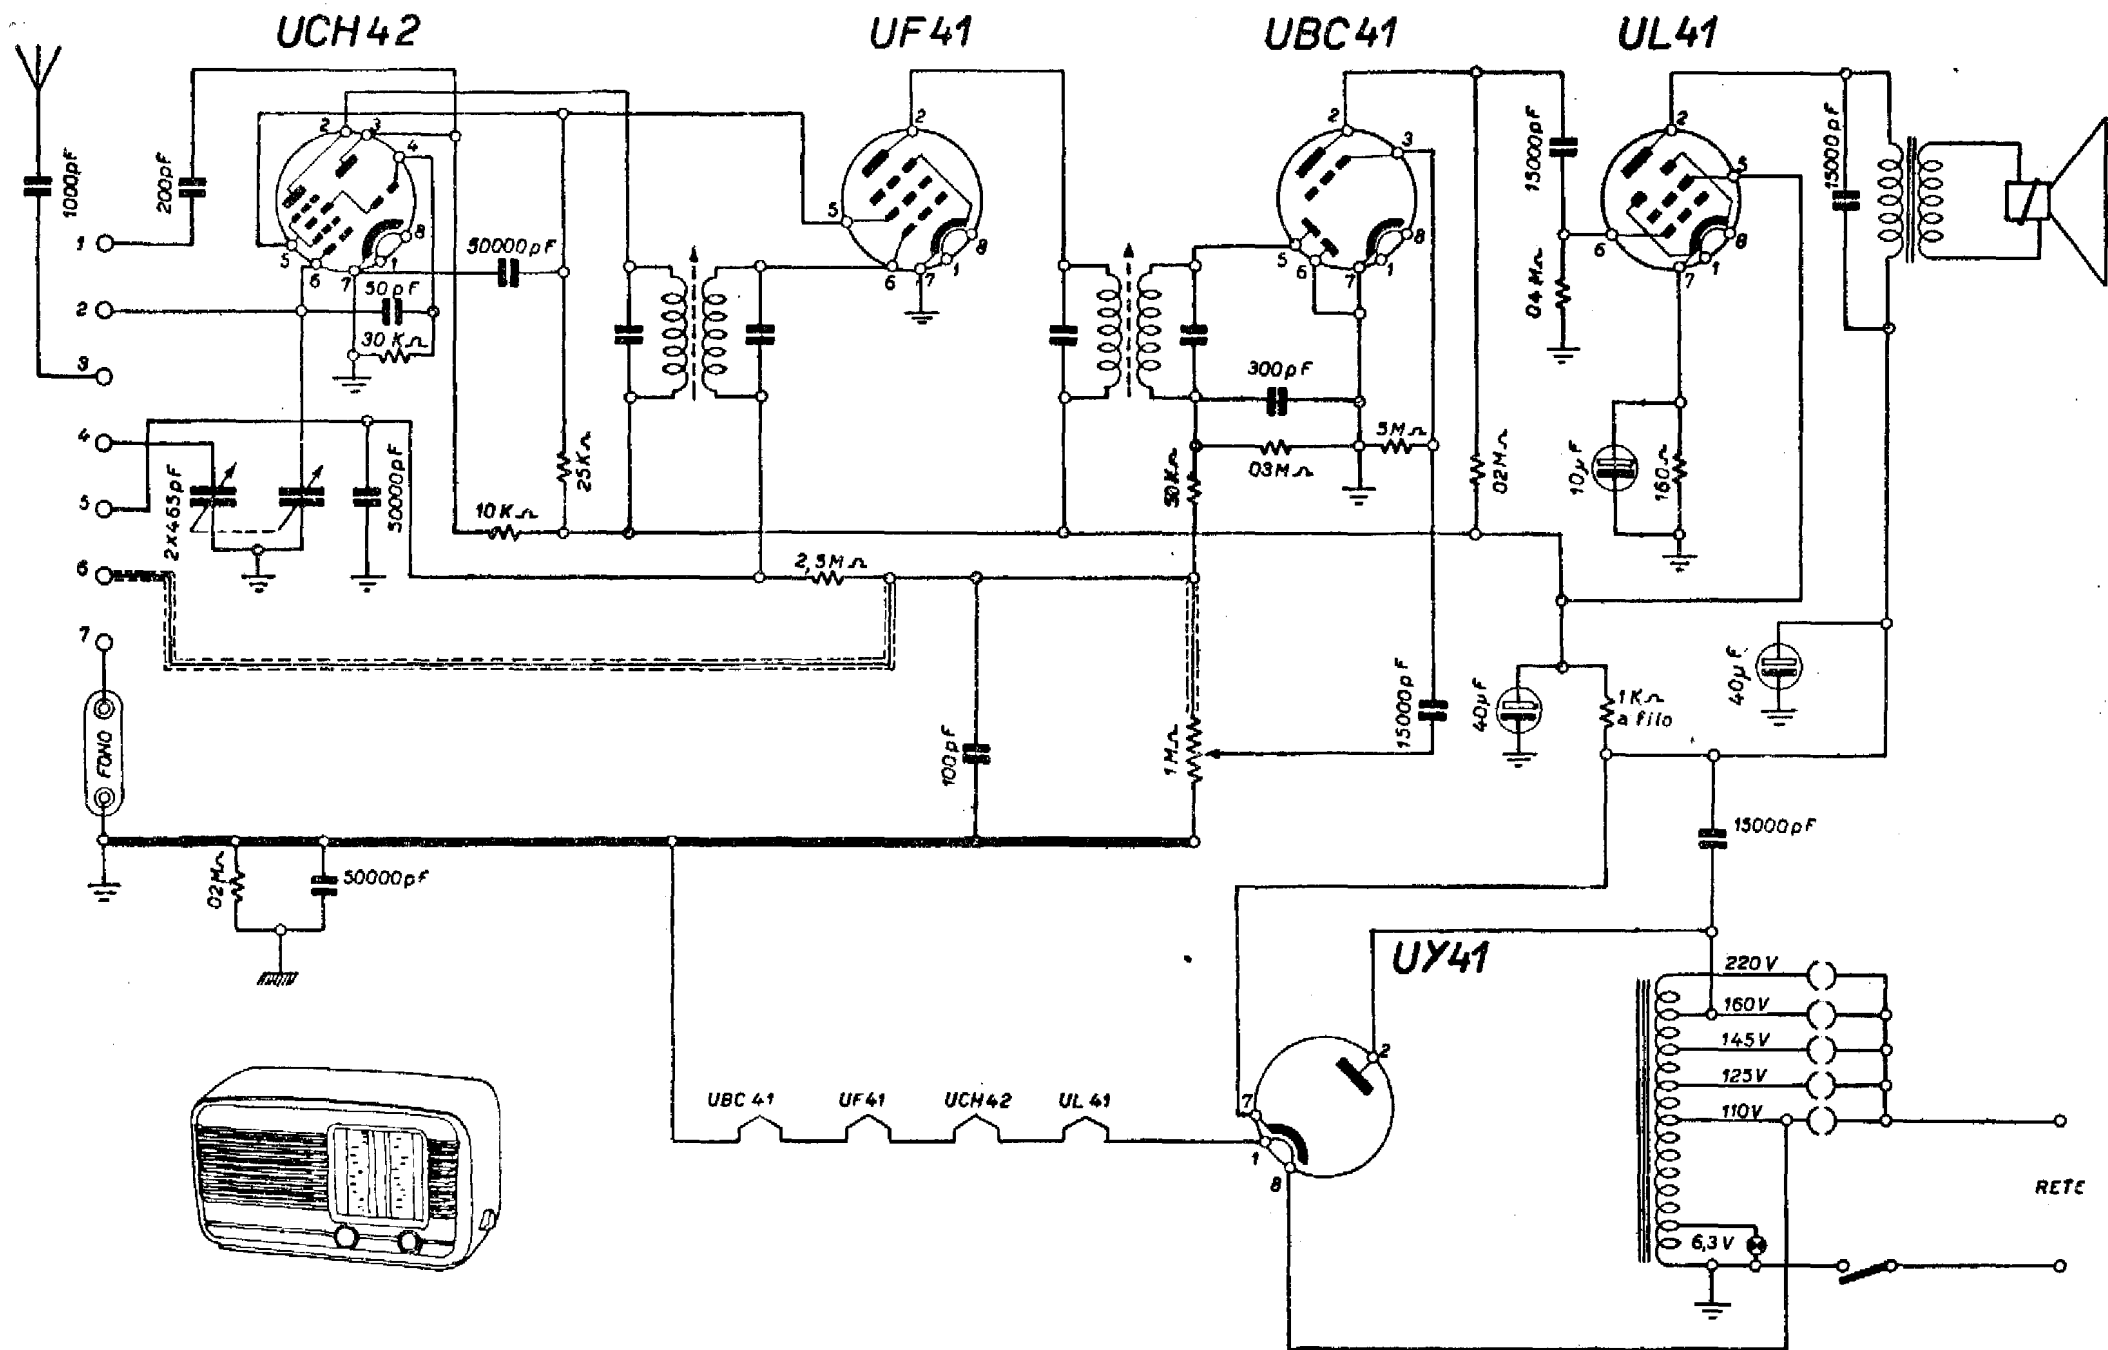 UCH42
UF41
UBC41
UL41
1000pF
200pF
2
3
4
5
6
7
1
8
50000pF
50pF
30KΩ
2
5
6
7
1
8
2
3
5
6
7
1
8
300pF
5MΩ
03MΩ
50KΩ
02MΩ
15000pF
04MΩ
2
5
6
7
1
8
10µF
160Ω
15000pF
1
2
3
4
5
6
7
2x465pF
50000pF
25KΩ
10KΩ
2,5MΩ
FONO
100pF
1MΩ
15000pF
40µF
1KΩ
a filo
40µF
15000pF
02MΩ
50000pF
UY41
2
7
1
8
UBC 41
UF41
UCH42
UL 41
220V
160V
145V
125V
110V
6,3V
RETE